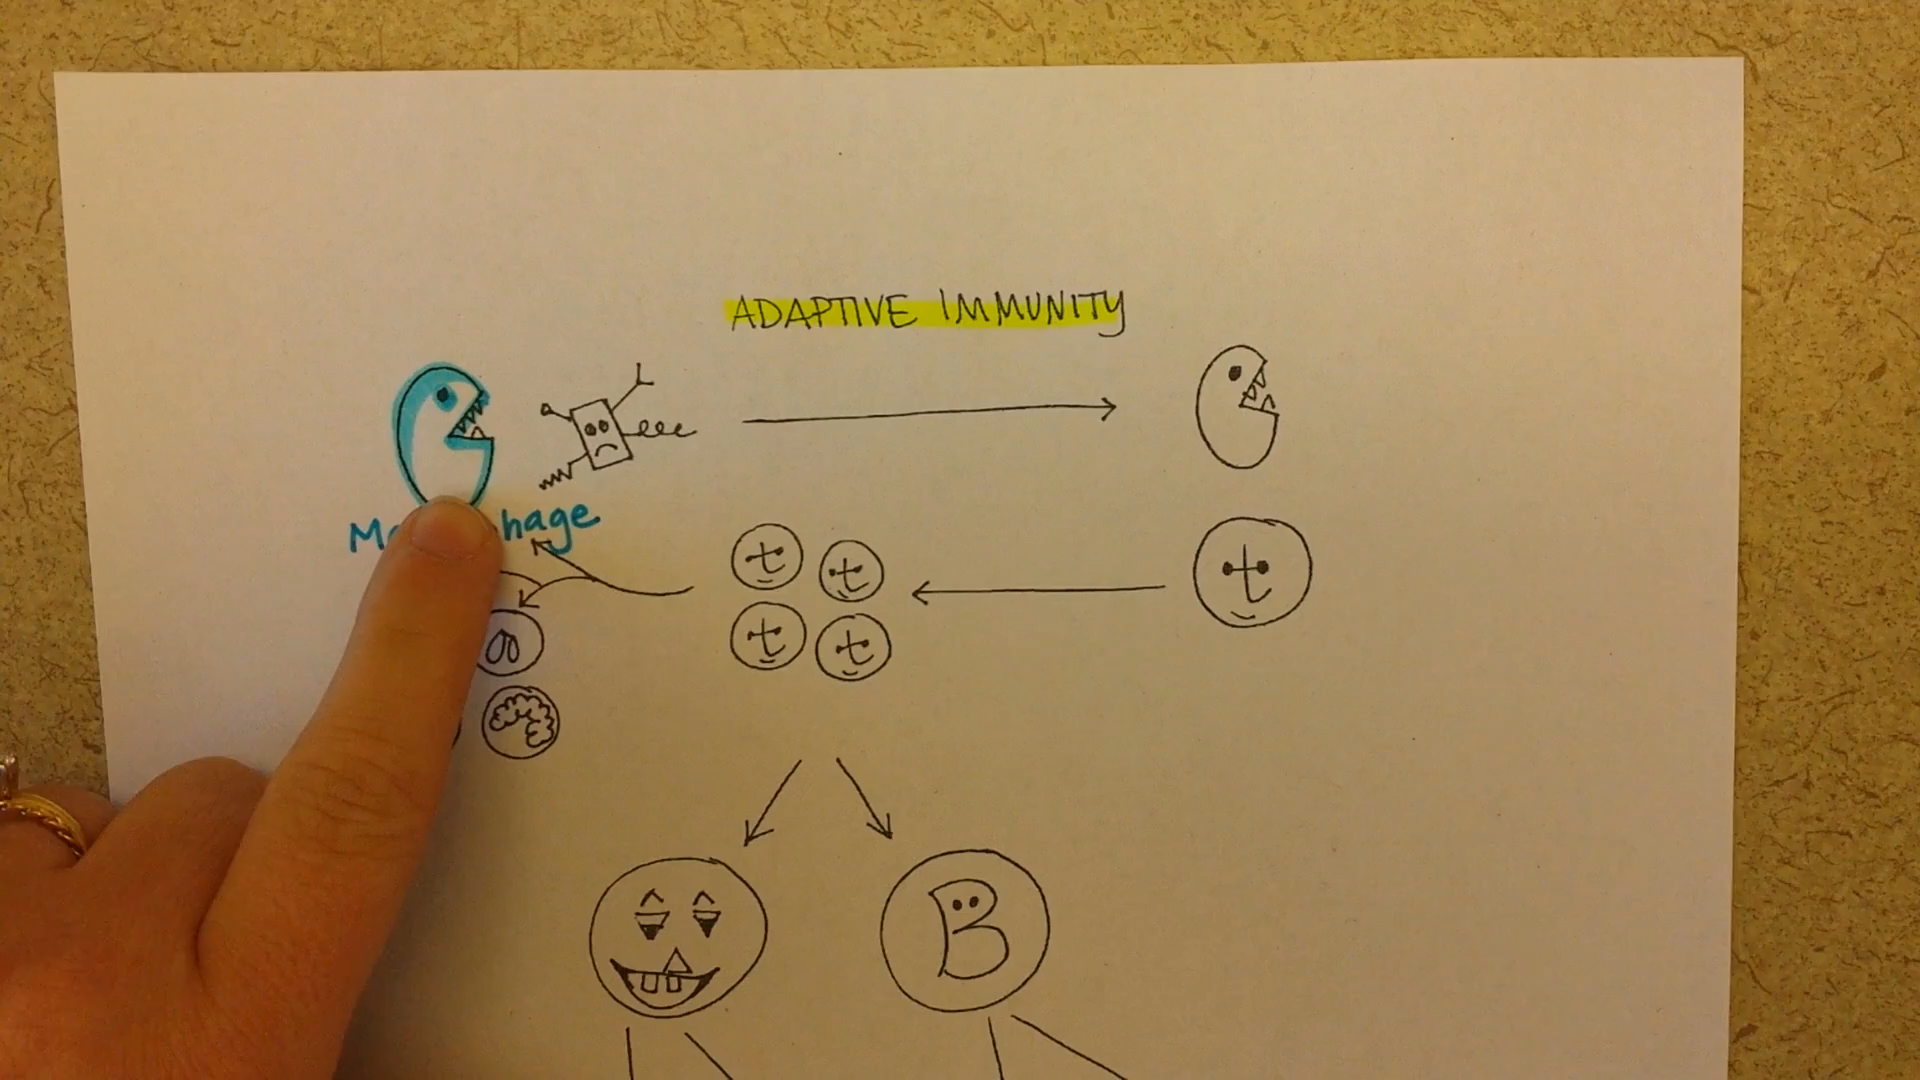 ADAPTIVE IMMUNITY
M hage
t t
t
t t
B